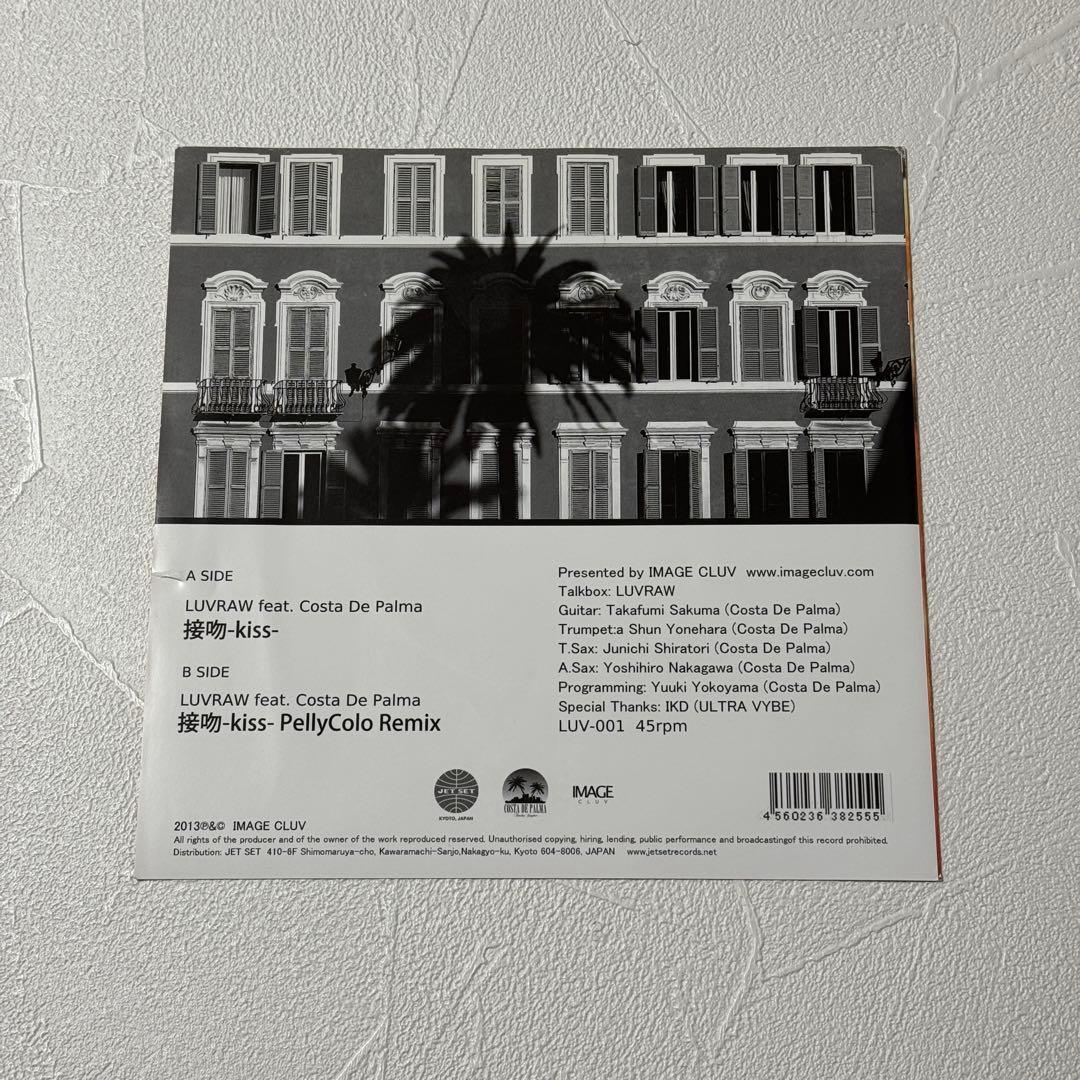 A SIDE
LUVRAW feat. Costa De Palma
接吻-kiss-
B SIDE
LUVRAW feat. Costa De Palma
接吻-kiss- PellyColo Remix
Presented by IMAGE CLUV www.imagecluv.com
Talkbox: LUVRAW
Guitar: Takafumi Sakuma (Costa De Palma)
Trumpet:a Shun Yonehara (Costa De Palma)
T.Sax: Junichi Shiratori (Costa De Palma)
A.Sax: Yoshihiro Nakagawa (Costa De Palma)
Programming: Yuuki Yokoyama (Costa De Palma)
Special Thanks: IKD (ULTRA VYBE)
LUV-001 45rpm
JET SET
KYOTO, JAPAN
COSTA DE PALMA
IMAGE
CLUV
4 560236 382555
2013℗&© IMAGE CLUV
All rights of the producer and of the owner of the work reproduced reserved. Unauthorised copying, hiring, lending, public performance and broadcastingof this record prohibited.
Distribution: JET SET 410-6F Shimomaruya-cho, Kawaramachi-Sanjo,Nakagyo-ku, Kyoto 604-8006, JAPAN www.jetsetrecords.net